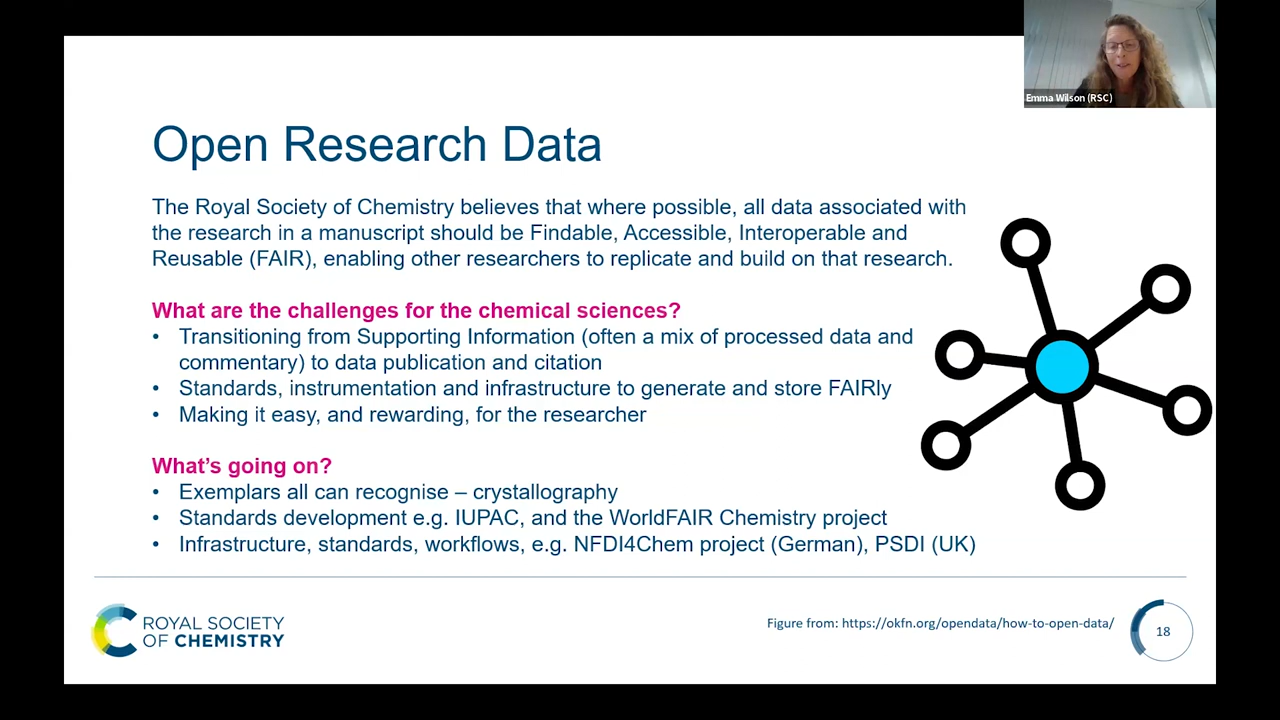 Emma Wilson (RSC)
Open Research Data
The Royal Society of Chemistry believes that where possible, all data associated with
the research in a manuscript should be Findable, Accessible, Interoperable and
Reusable (FAIR), enabling other researchers to replicate and build on that research.
What are the challenges for the chemical sciences?
• Transitioning from Supporting Information (often a mix of processed data and
commentary) to data publication and citation
• Standards, instrumentation and infrastructure to generate and store FAIRly
• Making it easy, and rewarding, for the researcher
What’s going on?
• Exemplars all can recognise – crystallography
• Standards development e.g. IUPAC, and the WorldFAIR Chemistry project
• Infrastructure, standards, workflows, e.g. NFDI4Chem project (German), PSDI (UK)
ROYAL SOCIETY
OF CHEMISTRY
Figure from: https://okfn.org/opendata/how-to-open-data/
18